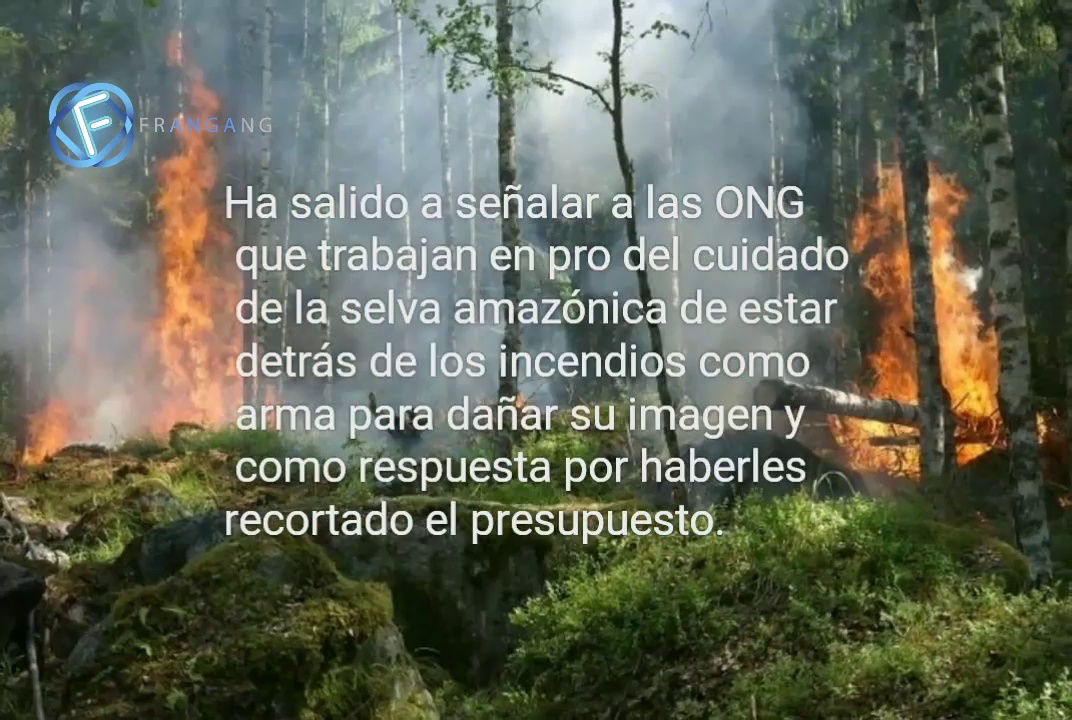 FRANGANG
Ha salido a señalar a las ONG
que trabajan en pro del cuidado
de la selva amazónica de estar
detrás de los incendios como
arma para dañar su imagen y
como respuesta por haberles
recortado el presupuesto.